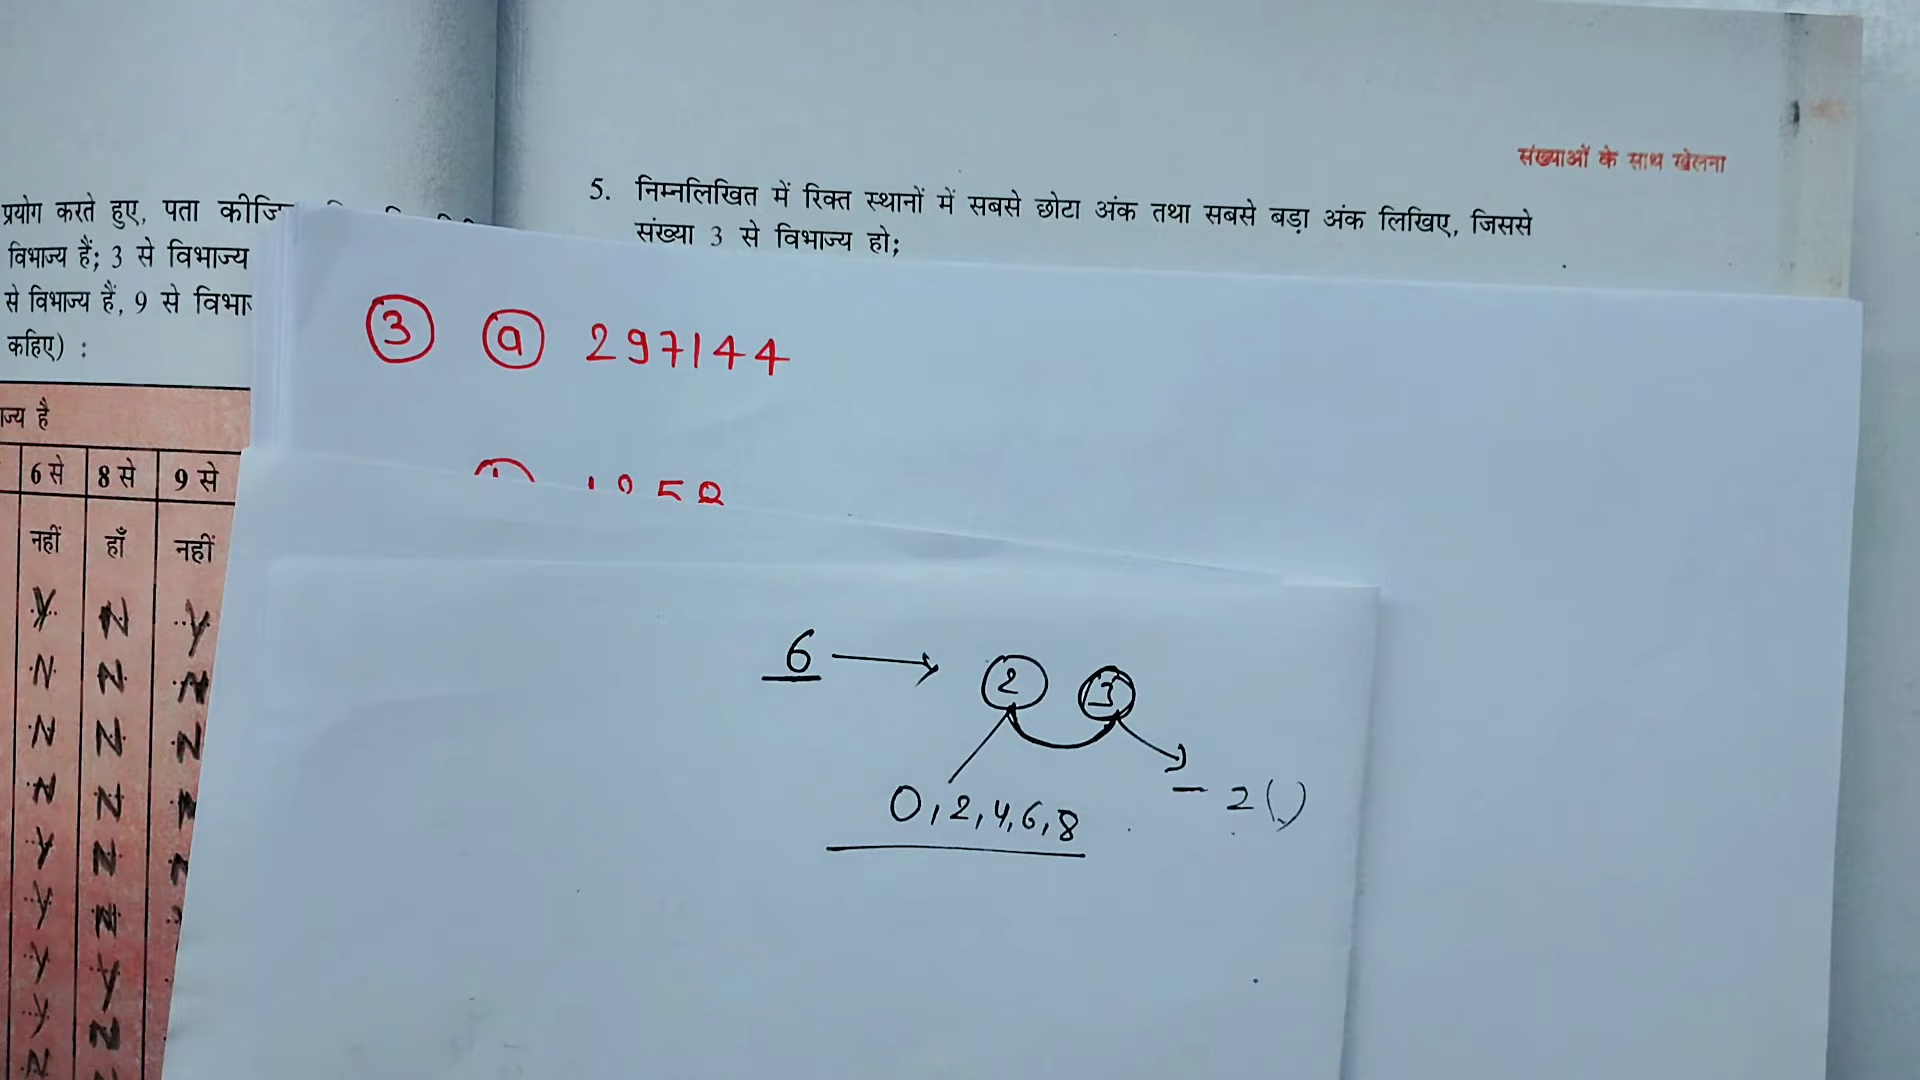 संख्याओं के साथ खेलना
प्रयोग करते हुए, पता
विभाज्य हैं; 3 से विभाज्य
से विभाज्य हैं, 9 से
कहिए) :
है
6 से 8 से 9 से
नहीं हाँ नहीं
Y N Y
N N N
N N N
N N
Y N
Y N
Y Y
Y N
N
5. निम्नलिखित में रिक्त स्थानों में सबसे छोटा अंक तथा सबसे बड़ा अंक लिखिए, जिससे
संख्या 3 से विभाज्य हो;
3 a 297144
6 → 2 3
0,2,4,6,8